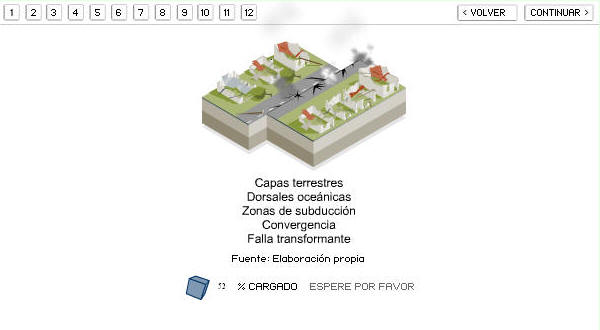 1 2 3 4 5 6 7 8 9 10 11 12 < VOLVER CONTINUAR >
Capas terrestres
Dorsales oceánicas
Zonas de subducción
Convergencia
Falla transformante
Fuente: Elaboración propia
52 % CARGADO ESPERE POR FAVOR